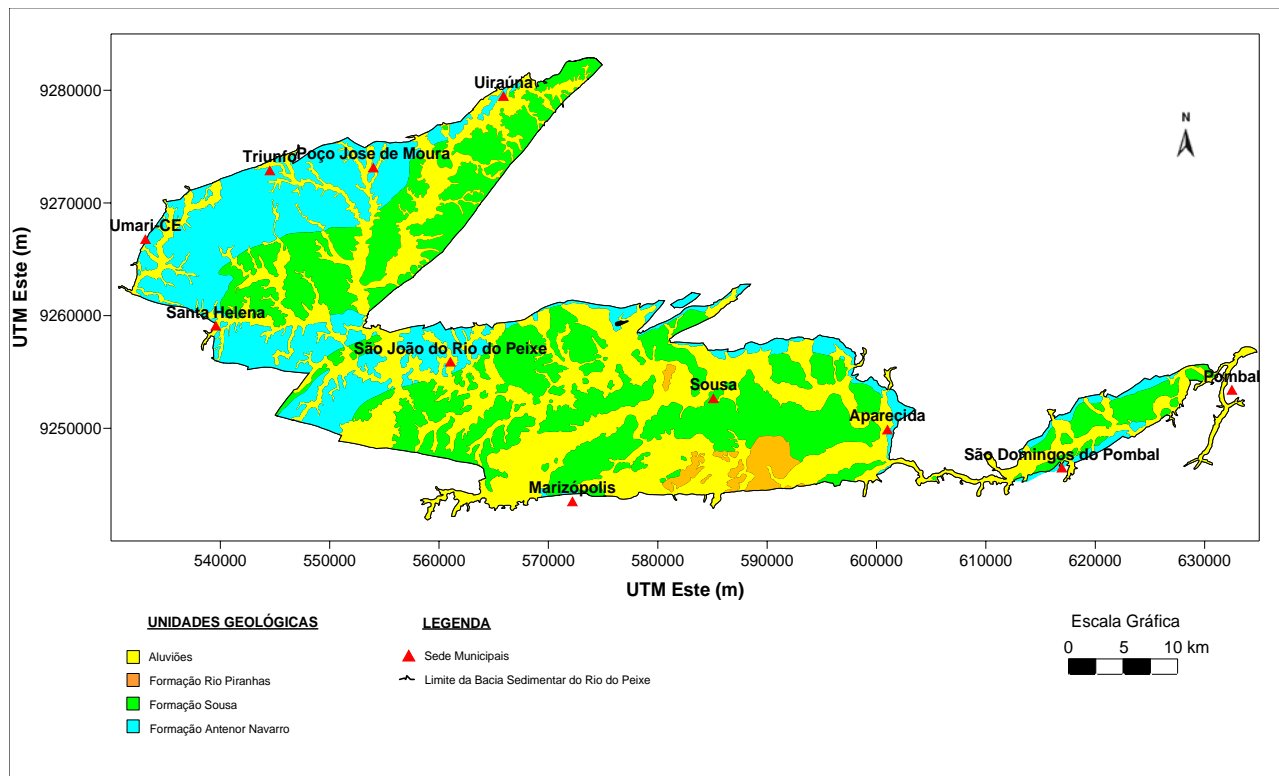 Uiraúna
N
Triunfo
Poço Jose de Moura
Umari-CE
Santa Helena
São João do Rio do Peixe
Sousa
Pombal
Aparecida
São Domingos do Pombal
Marizópolis
9280000
9270000
9260000
9250000
UTM Este (m)
540000 550000 560000 570000 580000 590000 600000 610000 620000 630000
UTM Este (m)
UNIDADES GEOLÓGICAS
Aluviões
Formação Rio Piranhas
Formação Sousa
Formação Antenor Navarro
LEGENDA
Sede Municipais
Limite da Bacia Sedimentar do Rio do Peixe
Escala Gráfica
0 5 10 km